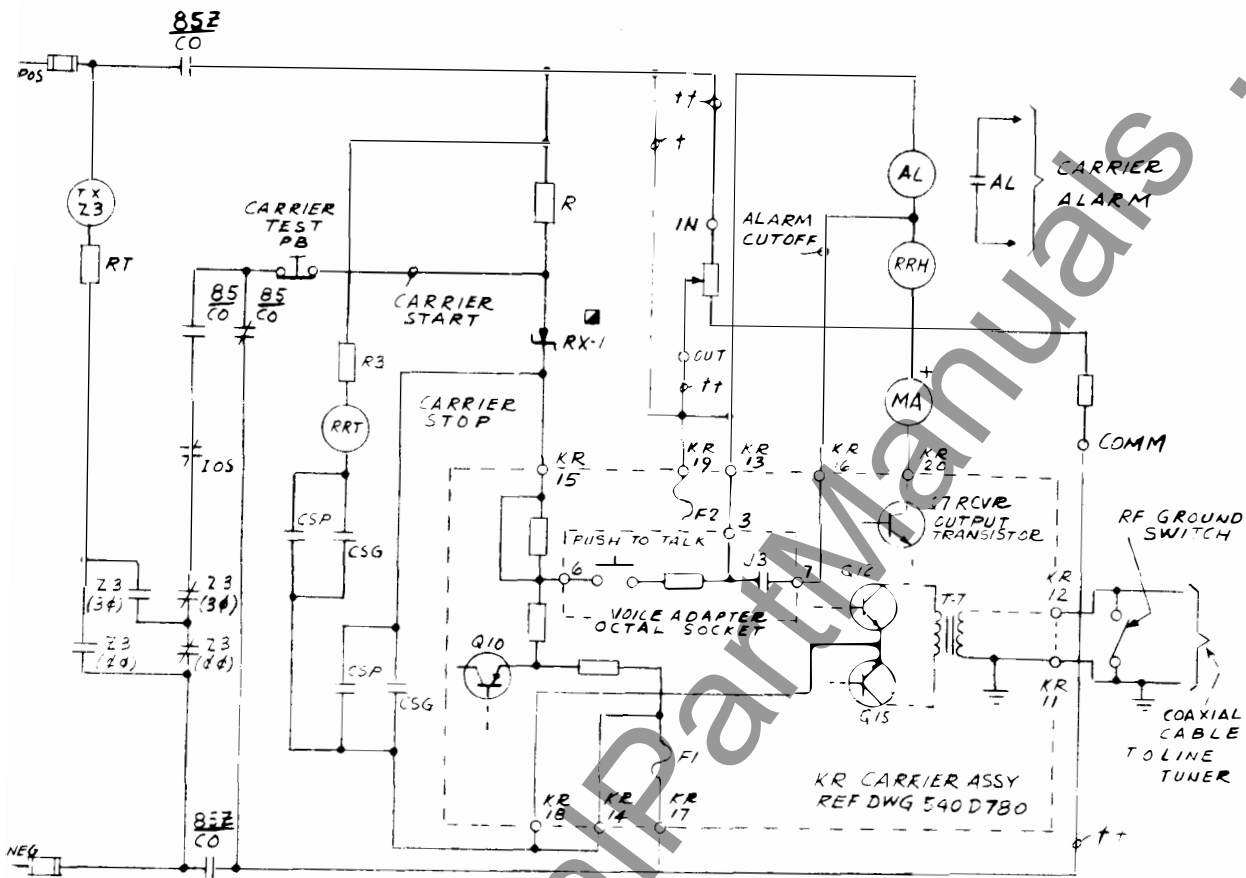 85Z
CO
POS
TX
Z3
RT
CARRIER
TEST
PB
R
††
†
IN
ALARM
CUTOFF
AL
RRH
AL
CARRIER
ALARM
85
CO
85
CO
CARRIER
START
RX-1
OUT
††
R3
RRT
CARRIER
STOP
+
MA
COMM
IOS
KR
15
KR
19
KR
13
KR
16
KR
20
F2
3
Q7 RCVR
OUTPUT
TRANSISTOR
RF GROUND
SWITCH
CSP
CSG
PUSH TO TALK
6
J3
7
VOICE ADAPTER
OCTAL SOCKET
Z3
(3φ)
Z3
(3φ)
Z3
(2φ)
Z3
Q10
Q16
T-7
KR
12
CSP
CSG
Q15
KR
11
COAXIAL
CABLE
TO LINE
TUNER
F1
KR CARRIER ASSY
REF DWG 540D780
KR
18
KR
14
KR
17
††
85Z
CO
NEG